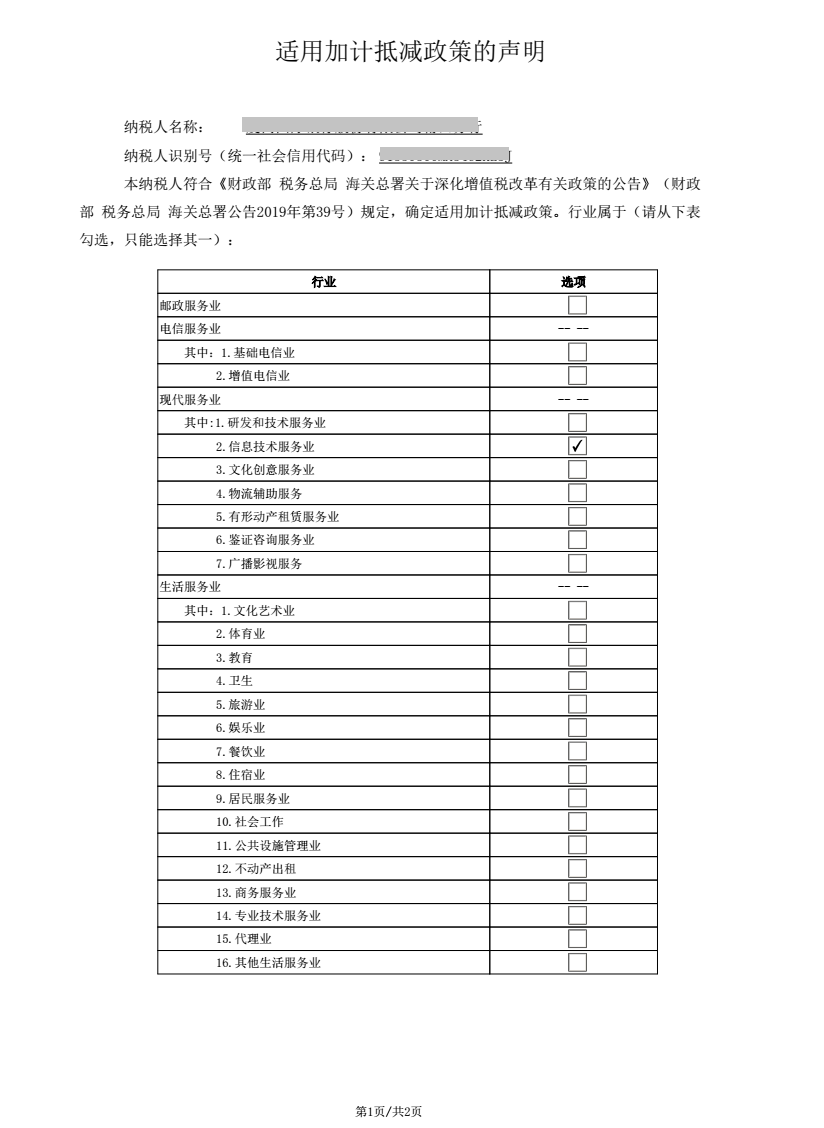 适用加计抵减政策的声明
纳税人名称：
纳税人识别号（统一社会信用代码）：
本纳税人符合《财政部 税务总局 海关总署关于深化增值税改革有关政策的公告》（财政
部 税务总局 海关总署公告2019年第39号）规定，确定适用加计抵减政策。行业属于（请从下表
勾选，只能选择其一）：
行业 选项
邮政服务业 □
电信服务业 -- --
其中：1.基础电信业 □
2.增值电信业 □
现代服务业 -- --
其中:1.研发和技术服务业 □
2.信息技术服务业 ✓
3.文化创意服务业 □
4.物流辅助服务 □
5.有形动产租赁服务业 □
6.鉴证咨询服务业 □
7.广播影视服务 □
生活服务业 -- --
其中：1.文化艺术业 □
2.体育业 □
3.教育 □
4.卫生 □
5.旅游业 □
6.娱乐业 □
7.餐饮业 □
8.住宿业 □
9.居民服务业 □
10.社会工作 □
11.公共设施管理业 □
12.不动产出租 □
13.商务服务业 □
14.专业技术服务业 □
15.代理业 □
16.其他生活服务业 □
第1页/共2页